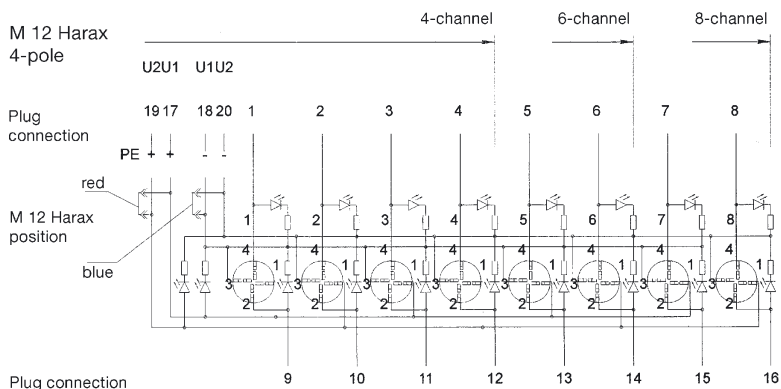 4-channel 6-channel 8-channel
M 12 Harax
4-pole
U2U1 U1U2
Plug
connection
19 17 18 20 1 2 3 4 5 6 7 8
PE + + - -
red
M 12 Harax
position
1 2 3 4 5 6 7 8
blue
4 4 4 4 4 4 4 4
1 1 1 1 1 1 1 1
3 3 3 3 3 3 3 3
2 2 2 2 2 2 2 2
Plug connection
9 10 11 12 13 14 15 16